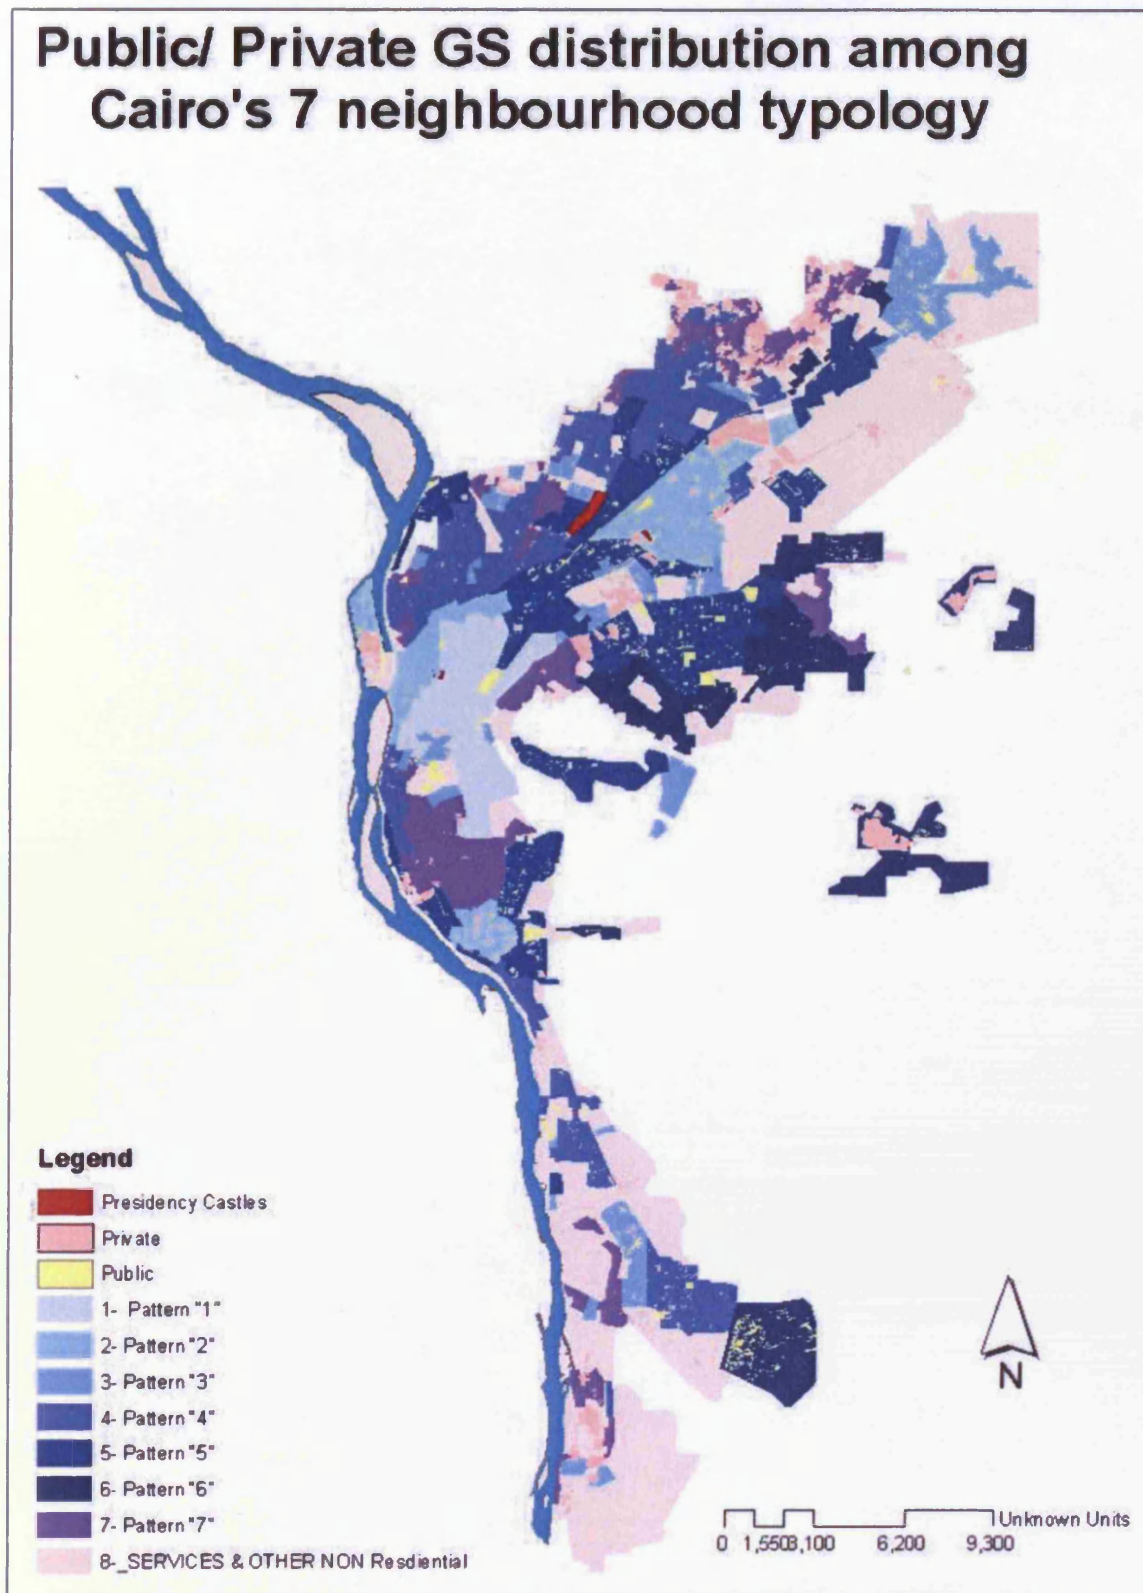 Public/ Private GS distribution among
Cairo's 7 neighbourhood typology
Legend
Presidency Castles
Private
Public
1- Pattern "1"
2- Pattern "2"
3- Pattern "3"
4- Pattern "4"
5- Pattern "5"
6- Pattern "6"
7- Pattern "7"
8-_SERVICES & OTHER NON Resdiential
N
Unknown Units
0 1,550 3,100 6,200 9,300